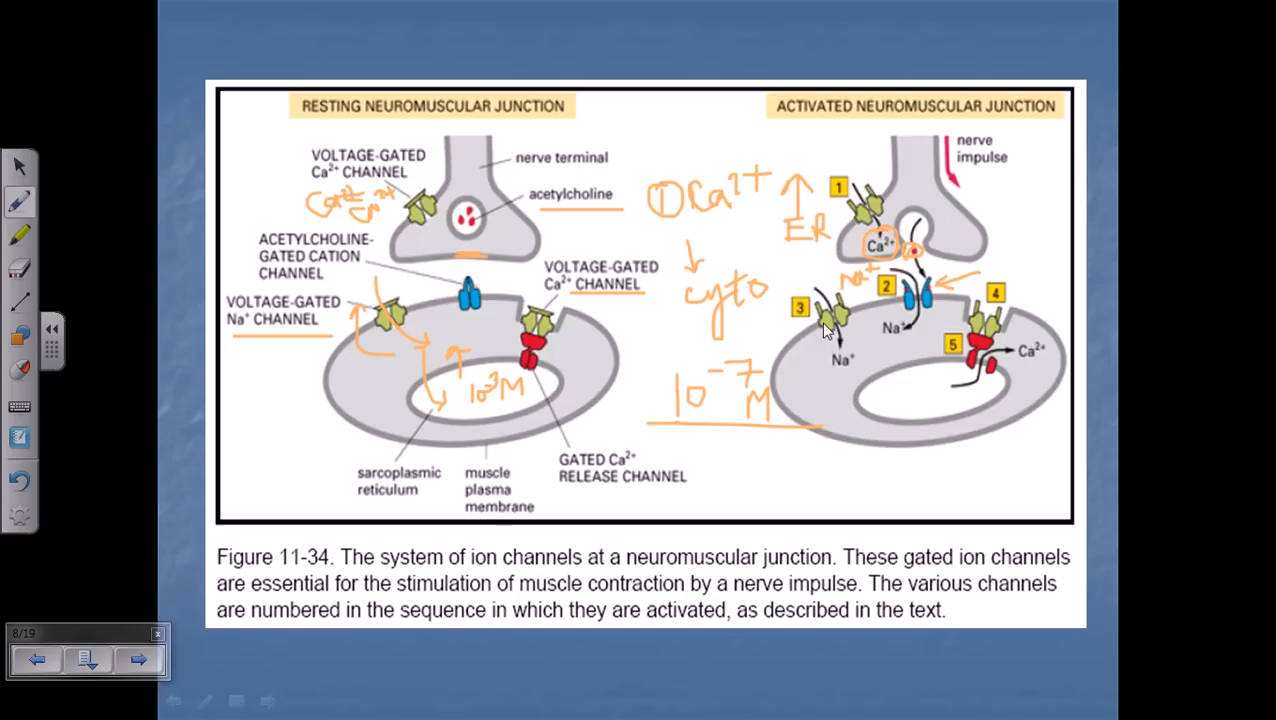 RESTING NEUROMUSCULAR JUNCTION
VOLTAGE-GATED
Ca²⁺ CHANNEL
nerve terminal
acetylcholine
Ca²⁺
ACETYLCHOLINE-
GATED CATION
CHANNEL
VOLTAGE-GATED
Ca²⁺ CHANNEL
VOLTAGE-GATED
Na⁺ CHANNEL
10⁻³M
sarcoplasmic
reticulum
muscle
plasma
membrane
GATED Ca²⁺
RELEASE CHANNEL
① Ca²⁺ ↑
ER
↓
cyto
10⁻⁷
M
ACTIVATED NEUROMUSCULAR JUNCTION
nerve
impulse
1
Ca²⁺
Na⁺
2
Na⁺
3
Na⁺
4
5
Ca²⁺
Figure 11-34. The system of ion channels at a neuromuscular junction. These gated ion channels
are essential for the stimulation of muscle contraction by a nerve impulse. The various channels
are numbered in the sequence in which they are activated, as described in the text.
8/19